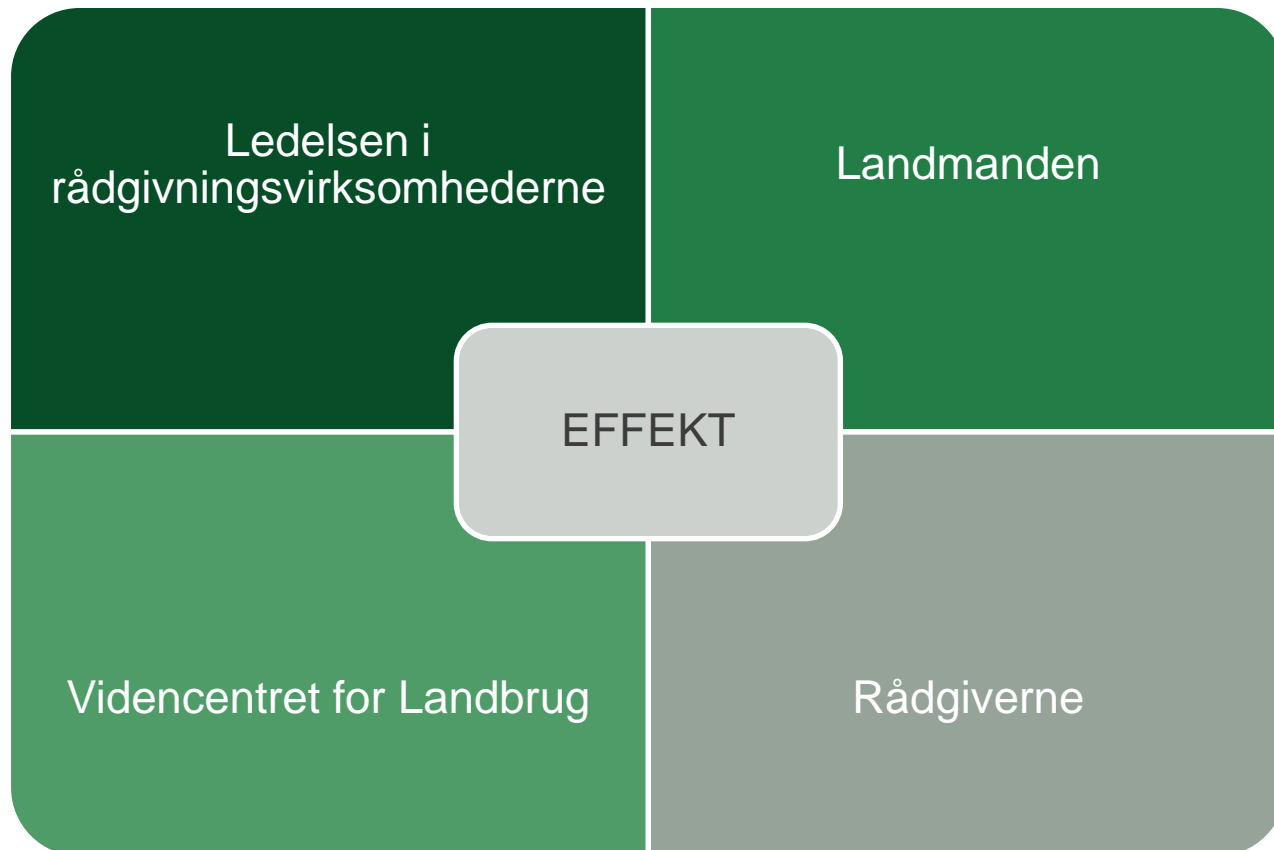 Ledelsen i
rådgivningsvirksomhederne
Landmanden
EFFEKT
Videncentret for Landbrug
Rådgiverne